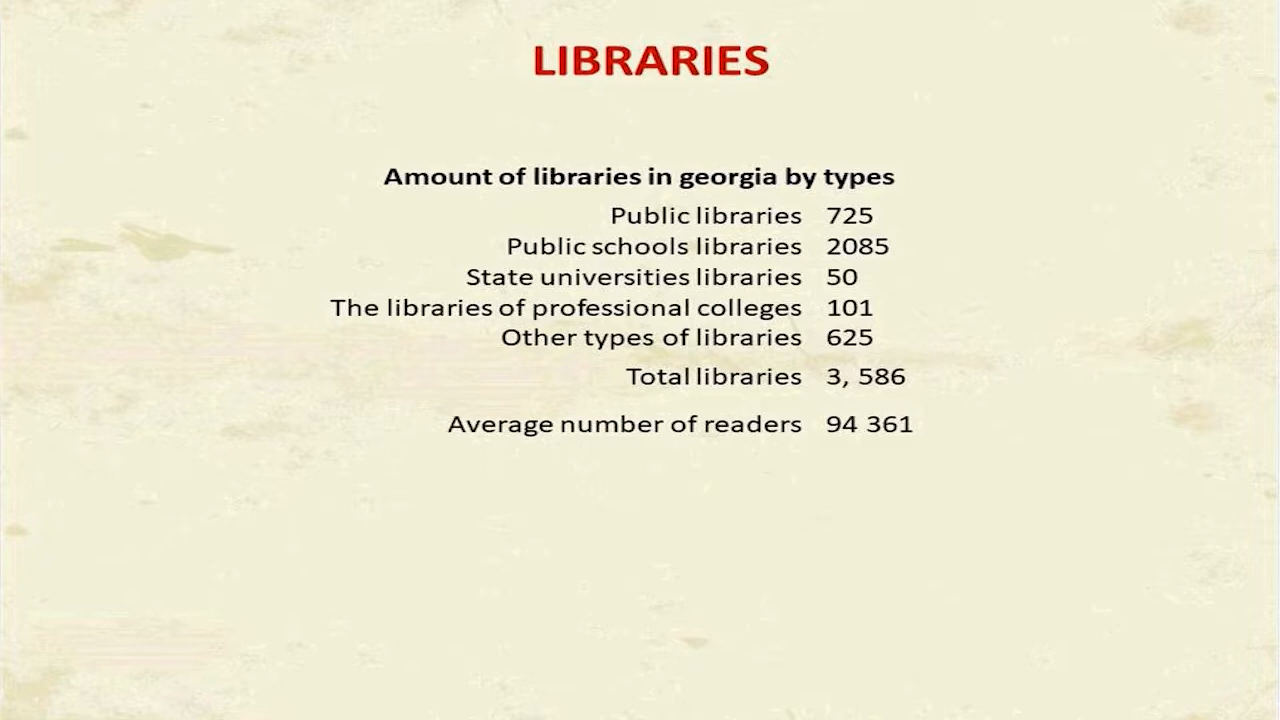 LIBRARIES
Amount of libraries in georgia by types
Public libraries 725
Public schools libraries 2085
State universities libraries 50
The libraries of professional colleges 101
Other types of libraries 625
Total libraries 3, 586
Average number of readers 94 361